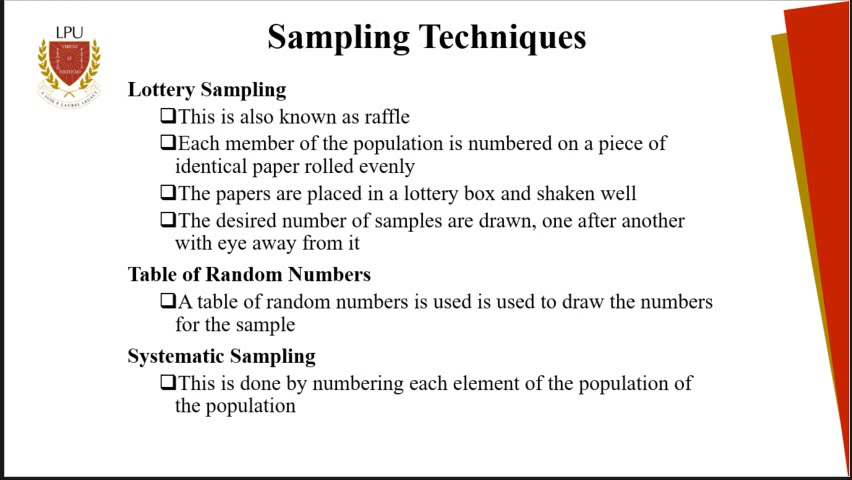 LPU
Sampling Techniques
Lottery Sampling
❑This is also known as raffle
❑Each member of the population is numbered on a piece of
identical paper rolled evenly
❑The papers are placed in a lottery box and shaken well
❑The desired number of samples are drawn, one after another
with eye away from it
Table of Random Numbers
❑A table of random numbers is used is used to draw the numbers
for the sample
Systematic Sampling
❑This is done by numbering each element of the population of
the population